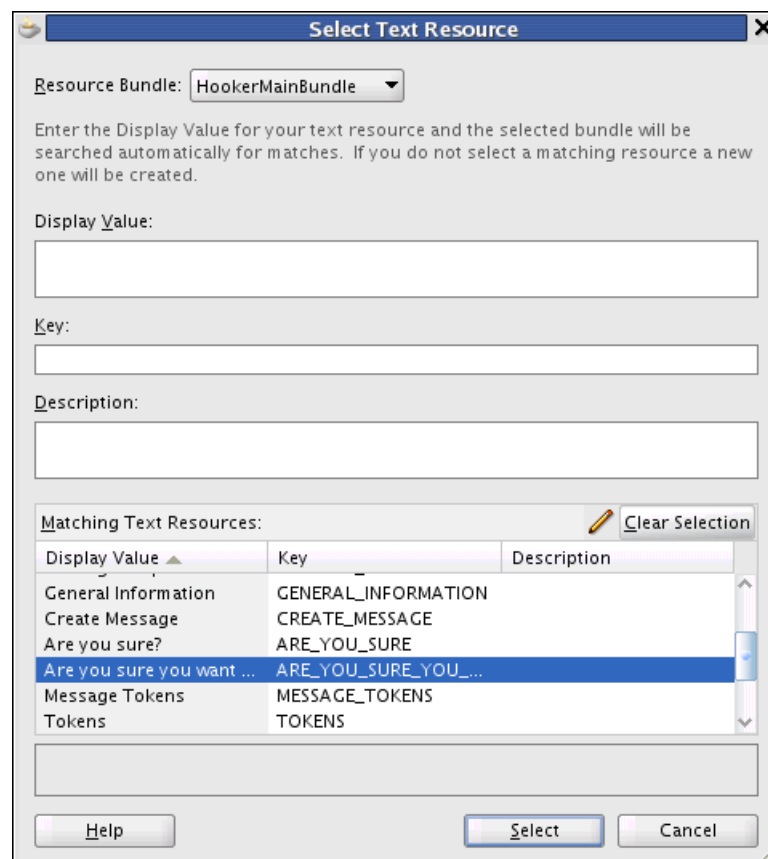 Select Text Resource
Resource Bundle: HookerMainBundle
Enter the Display Value for your text resource and the selected bundle will be
searched automatically for matches. If you do not select a matching resource a new
one will be created.
Display Value:
Key:
Description:
Matching Text Resources: Clear Selection
Display Value Key Description
General Information GENERAL_INFORMATION
Create Message CREATE_MESSAGE
Are you sure? ARE_YOU_SURE
Are you sure you want ... ARE_YOU_SURE_YOU_...
Message Tokens MESSAGE_TOKENS
Tokens TOKENS
Help Select Cancel